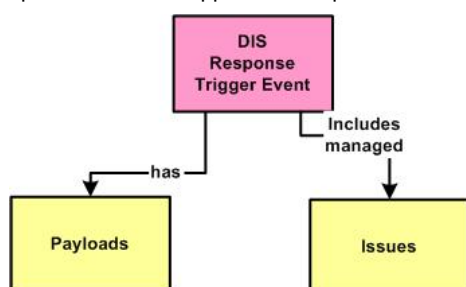 DIS
Response
Trigger Event
Includes
managed
has
Payloads
Issues